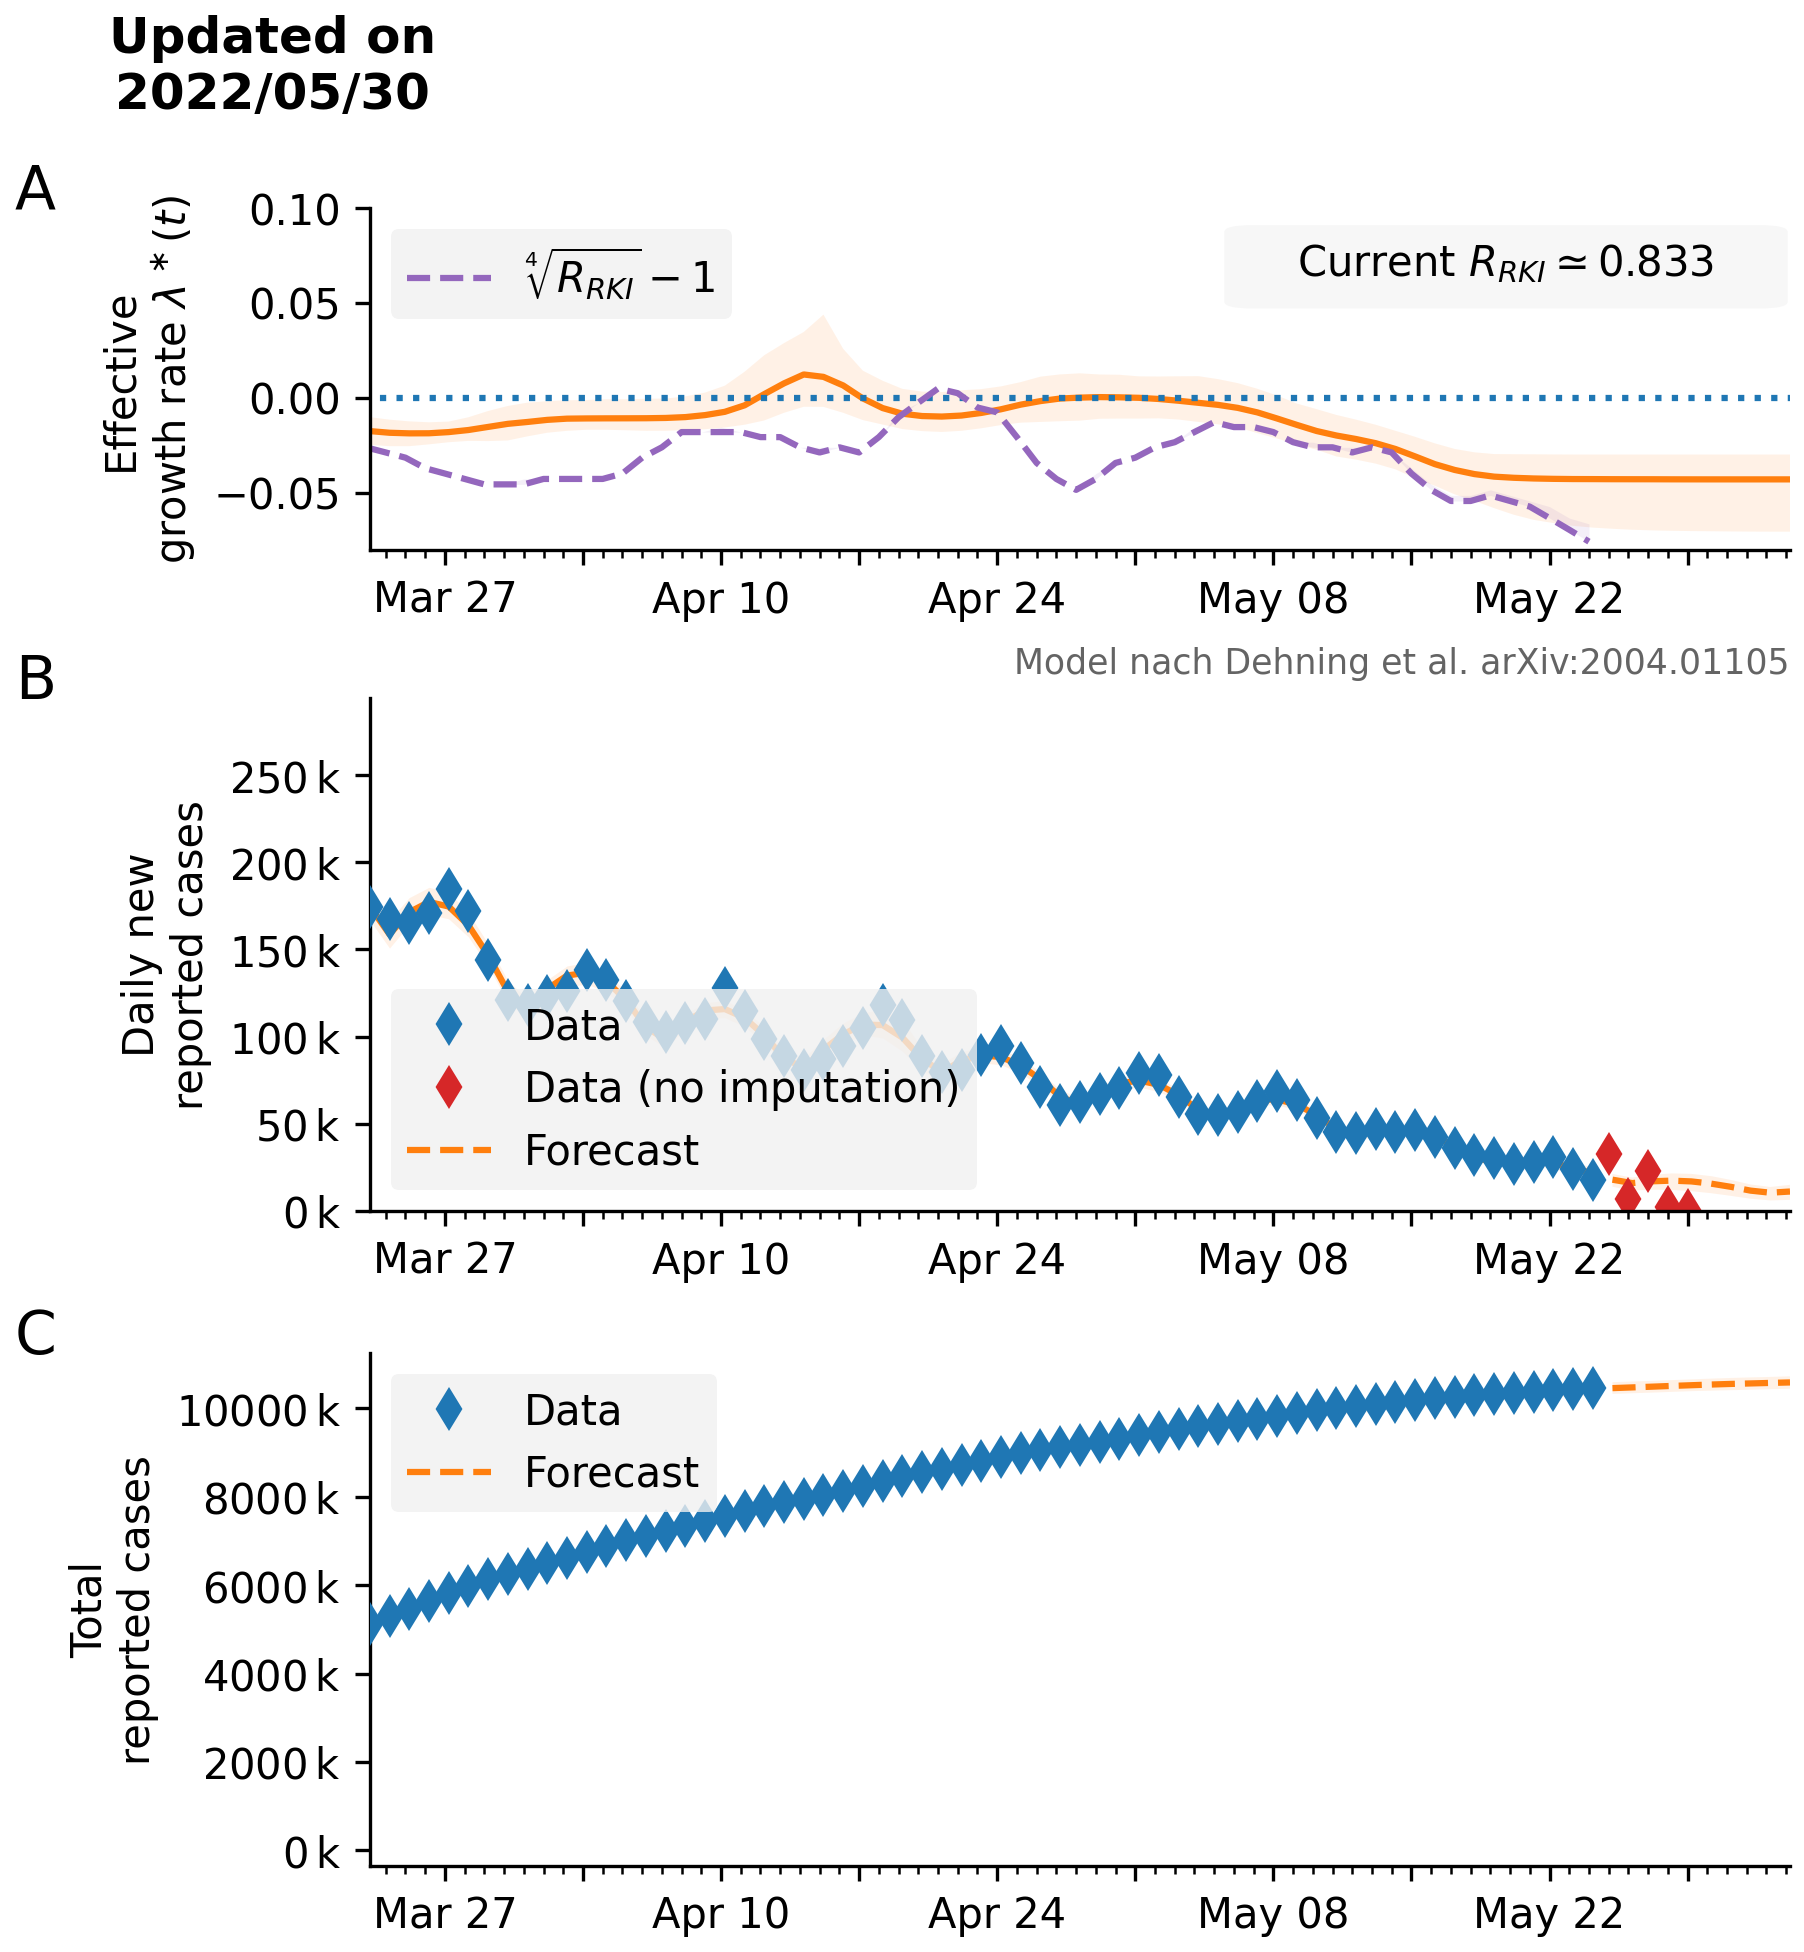 Updated on
2022/05/30
A
Effective
growth rate λ * (t)
0.10
0.05
0.00
−0.05
∜R_RKI − 1
Current R_RKI ≃ 0.833
Mar 27 Apr 10 Apr 24 May 08 May 22
Model nach Dehning et al. arXiv:2004.01105
B
Daily new
reported cases
250 k
200 k
150 k
100 k
50 k
0 k
Data
Data (no imputation)
Forecast
Mar 27 Apr 10 Apr 24 May 08 May 22
C
Total
reported cases
10000 k
8000 k
6000 k
4000 k
2000 k
0 k
Data
Forecast
Mar 27 Apr 10 Apr 24 May 08 May 22